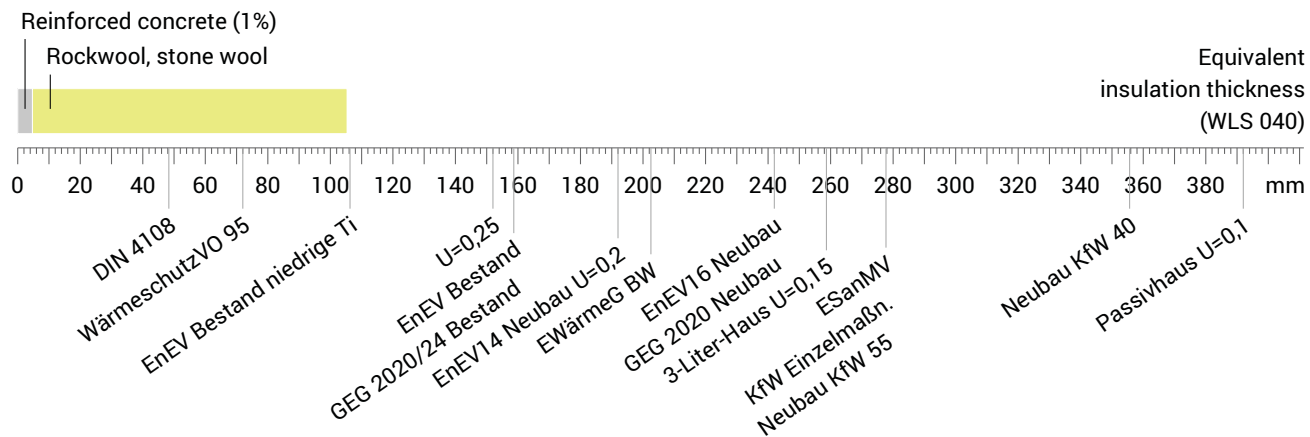 Reinforced concrete (1%)
Rockwool, stone wool
Equivalent
insulation thickness
(WLS 040)
0 20 40 60 80 100 120 140 160 180 200 220 240 260 280 300 320 340 360 380 mm
DIN 4108
WärmeschutzVO 95
EnEV Bestand niedrige Ti
U=0,25
EnEV Bestand
GEG 2020/24 Bestand
EnEV14 Neubau U=0,2
EWärmeG BW
EnEV16 Neubau
GEG 2020 Neubau
3-Liter-Haus U=0,15
ESanMV
KfW Einzelmaßn.
Neubau KfW 55
Neubau KfW 40
Passivhaus U=0,1